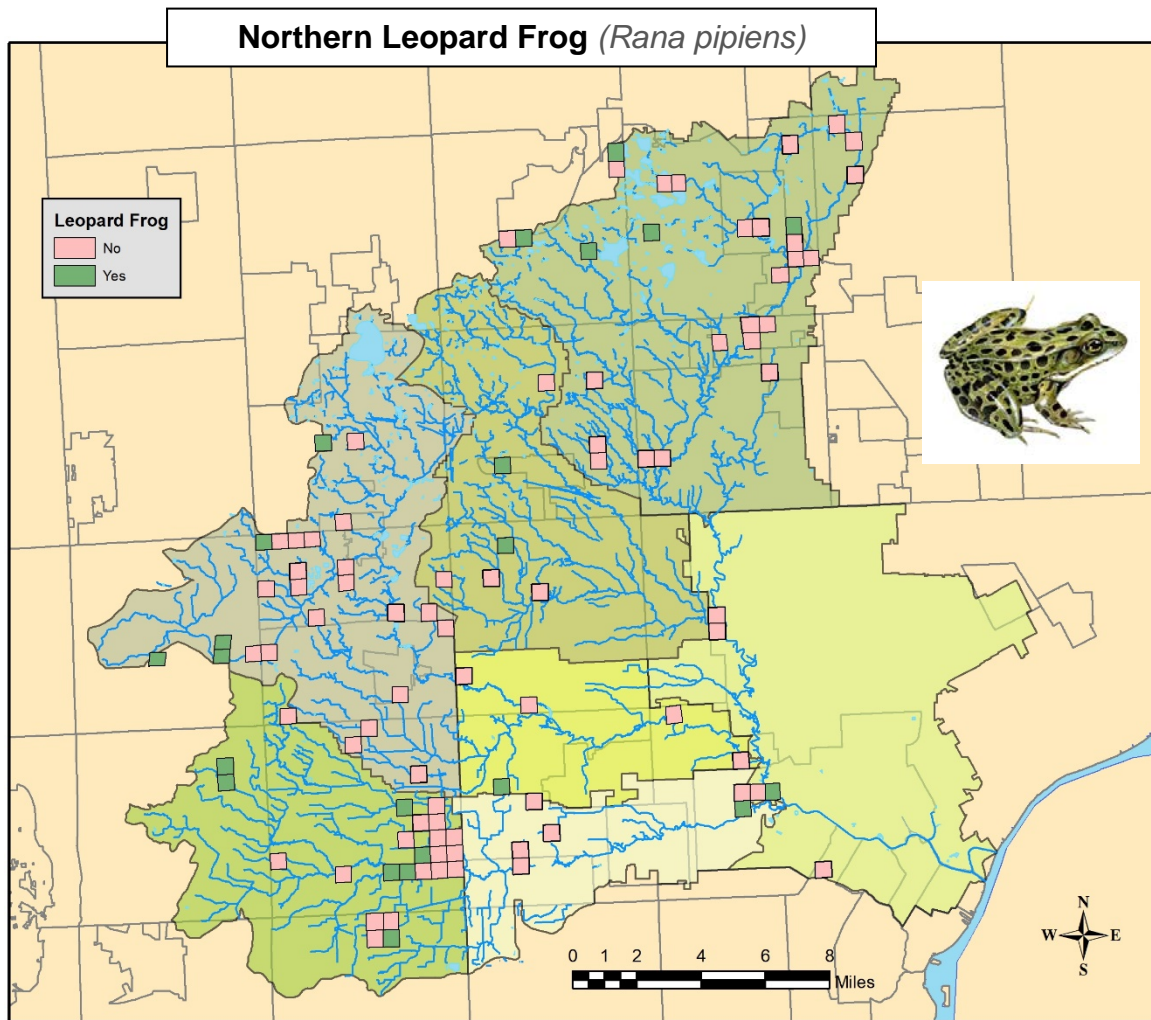 Northern Leopard Frog (Rana pipiens)
Leopard Frog
No
Yes
N
W E
S
0 1 2 4 6 8
Miles